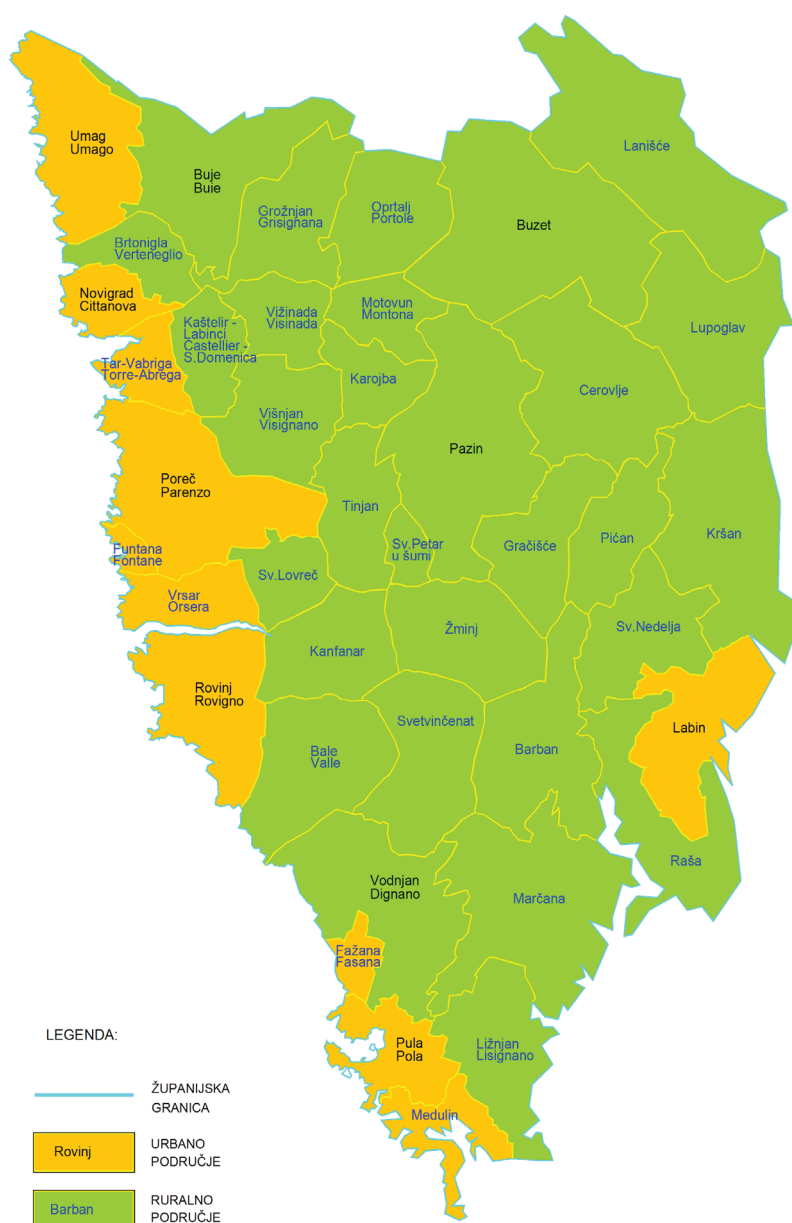 Umag
Umago
Buje
Buie
Lanišće
Grožnjan
Grisignana
Oprtalj
Portole
Buzet
Brtonigla
Verteneglio
Novigrad
Cittanova
Kaštelir -
Labinci
Castellier -
S.Domenica
Vižinada
Visinada
Motovun
Montona
Lupoglav
Tar-Vabriga
Torre-Abrega
Karojba
Cerovlje
Višnjan
Visignano
Pazin
Poreč
Parenzo
Tinjan
Sv.Petar
u šumi
Gračišće
Pićan
Kršan
Funtana
Fontane
Sv.Lovreč
Vrsar
Orsera
Žminj
Sv.Nedelja
Kanfanar
Rovinj
Rovigno
Svetvinčenat
Labin
Bale
Valle
Barban
Raša
Vodnjan
Dignano
Marčana
Fažana
Fasana
Pula
Pola
Ližnjan
Lisignano
Medulin
LEGENDA:
ŽUPANIJSKA
GRANICA
Rovinj
URBANO
PODRUČJE
Barban
RURALNO
PODRUČJE